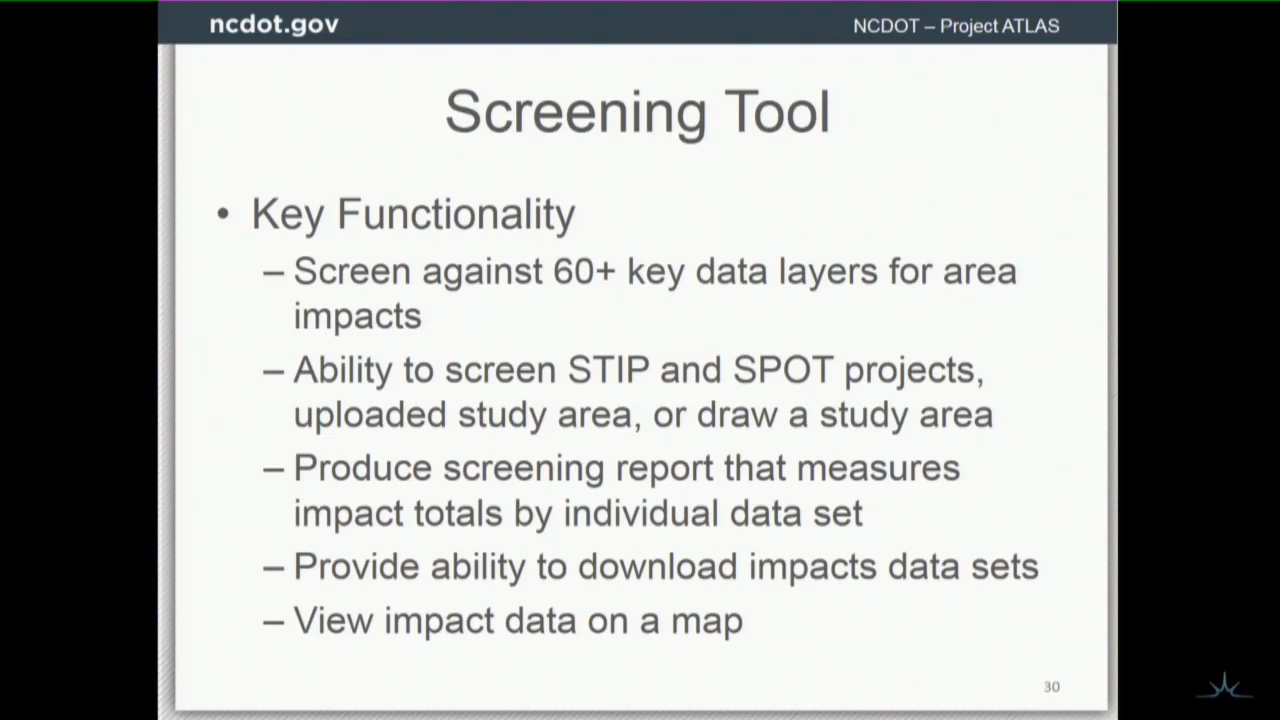 ncdot.gov
NCDOT – Project ATLAS
Screening Tool
• Key Functionality
– Screen against 60+ key data layers for area
impacts
– Ability to screen STIP and SPOT projects,
uploaded study area, or draw a study area
– Produce screening report that measures
impact totals by individual data set
– Provide ability to download impacts data sets
– View impact data on a map
30